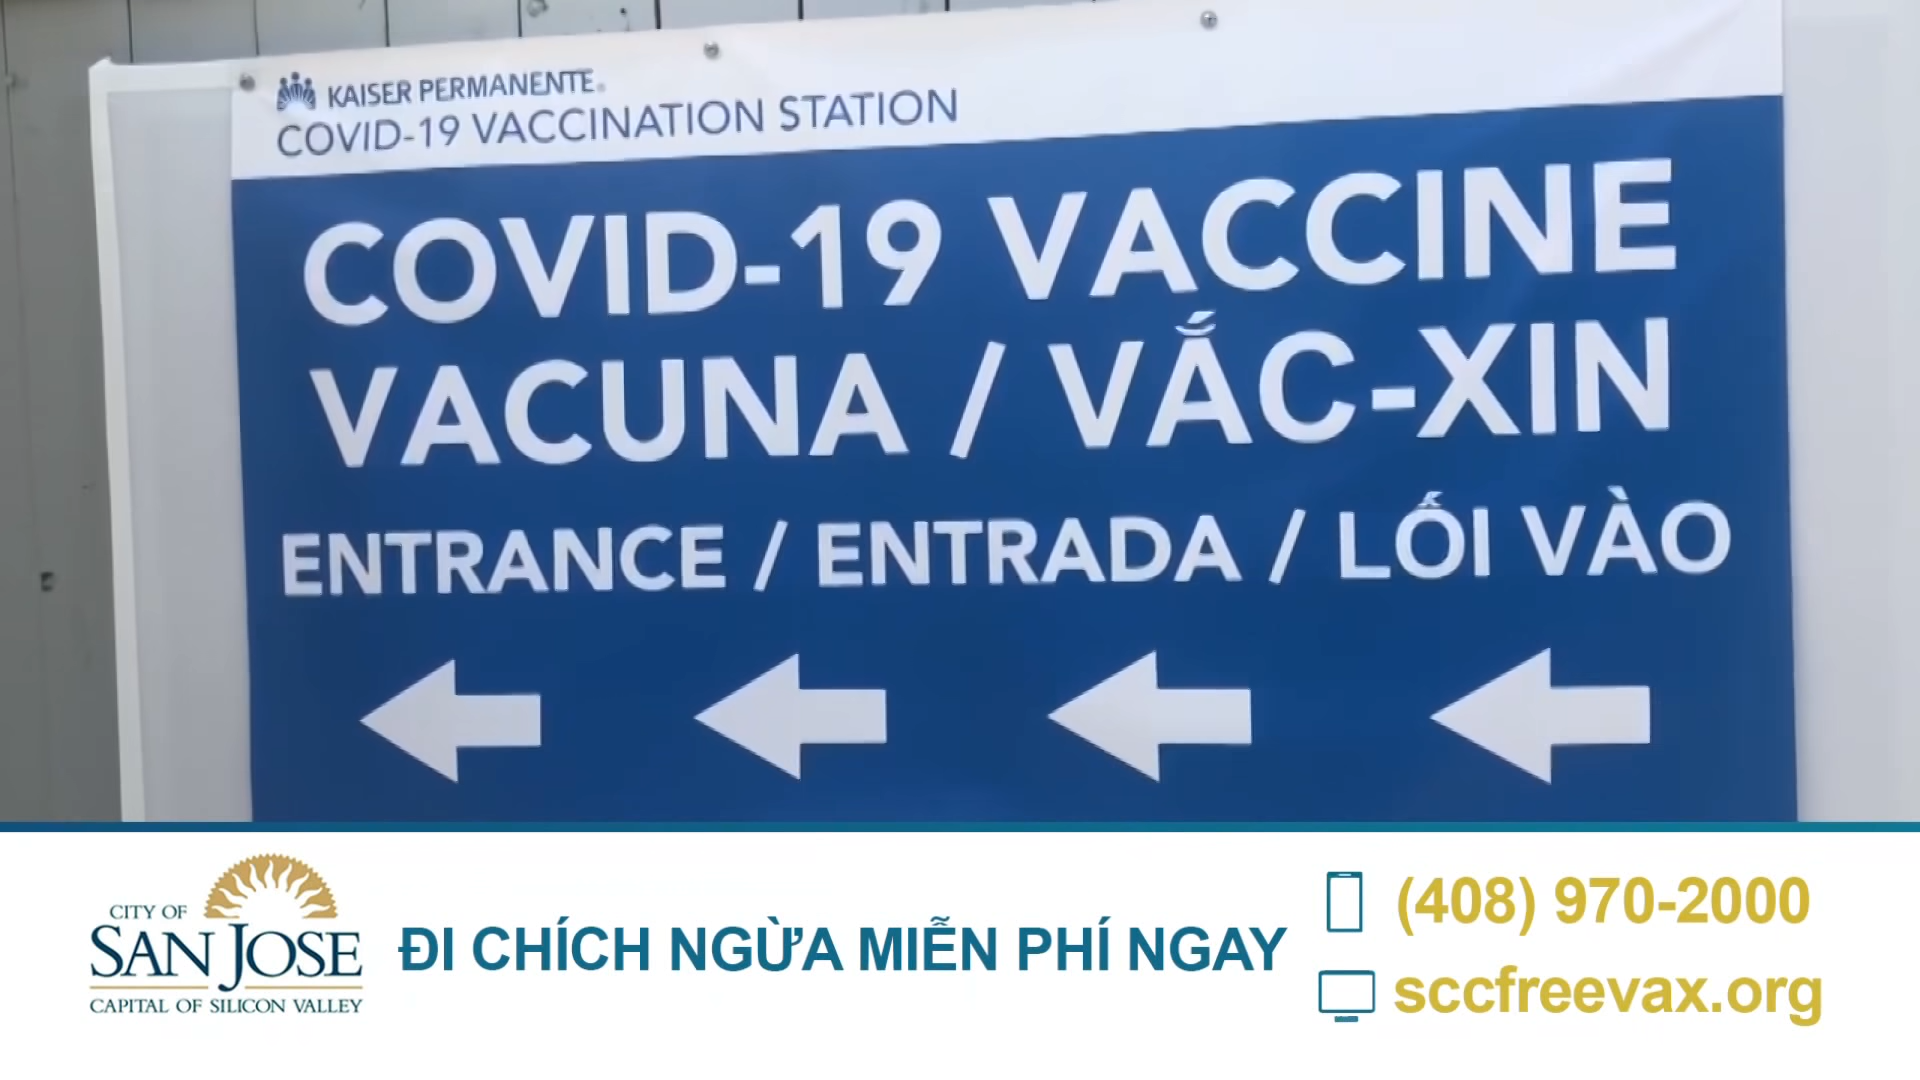 KAISER PERMANENTE®
COVID-19 VACCINATION STATION
COVID-19 VACCINE
VACUNA / VẮC-XIN
ENTRANCE / ENTRADA / LỐI VÀO
CITY OF
SAN JOSE
CAPITAL OF SILICON VALLEY
ĐI CHÍCH NGỪA MIỄN PHÍ NGAY
(408) 970-2000
sccfreevax.org